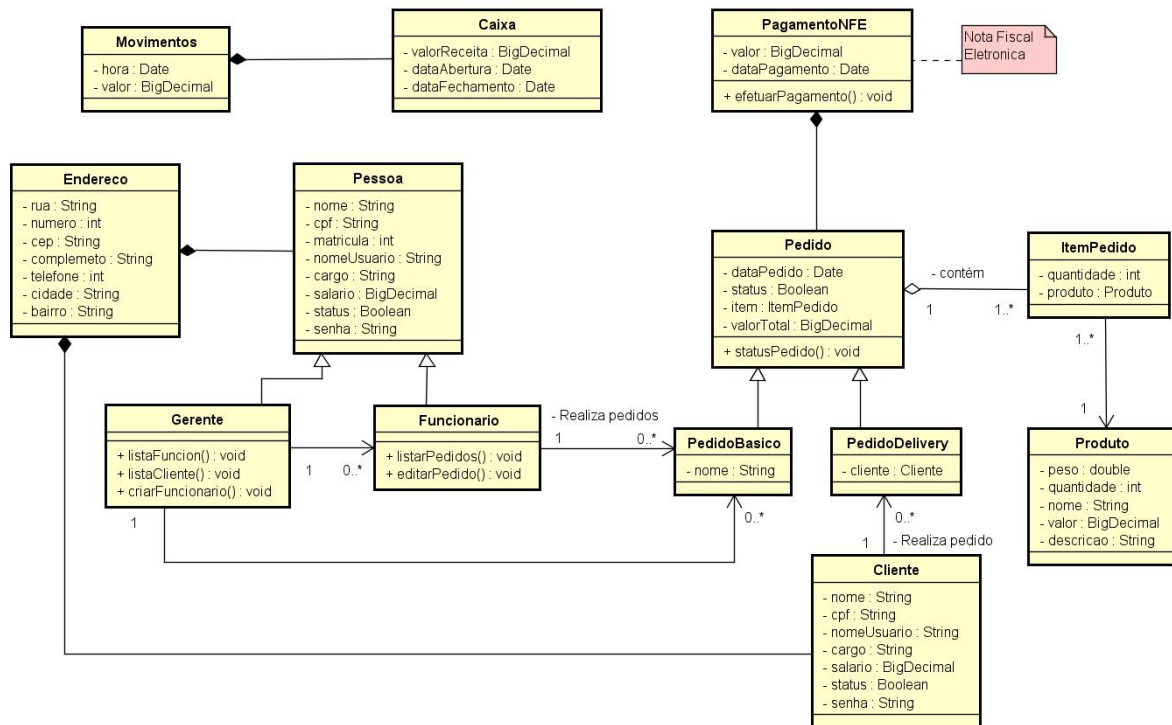 Movimentos
- hora : Date
- valor : BigDecimal
Caixa
- valorReceita : BigDecimal
- dataAbertura : Date
- dataFechamento : Date
PagamentoNFE
- valor : BigDecimal
- dataPagamento : Date
+ efetuarPagamento() : void
Nota Fiscal
Eletronica
Endereco
- rua : String
- numero : int
- cep : String
- complemeto : String
- telefone : int
- cidade : String
- bairro : String
Pessoa
- nome : String
- cpf : String
- matricula : int
- nomeUsuario : String
- cargo : String
- salario : BigDecimal
- status : Boolean
- senha : String
Pedido
- dataPedido : Date
- status : Boolean
- item : ItemPedido
- valorTotal : BigDecimal
+ statusPedido() : void
- contém
1
1..*
ItemPedido
- quantidade : int
- produto : Produto
1..*
1
Gerente
+ listaFuncion() : void
+ listaCliente() : void
+ criarFuncionario() : void
1
0..*
1
Funcionario
+ listarPedidos() : void
+ editarPedido() : void
- Realiza pedidos
1
0..*
PedidoBasico
- nome : String
0..*
PedidoDelivery
- cliente : Cliente
0..*
1
- Realiza pedido
Produto
- peso : double
- quantidade : int
- nome : String
- valor : BigDecimal
- descricao : String
Cliente
- nome : String
- cpf : String
- nomeUsuario : String
- cargo : String
- salario : BigDecimal
- status : Boolean
- senha : String